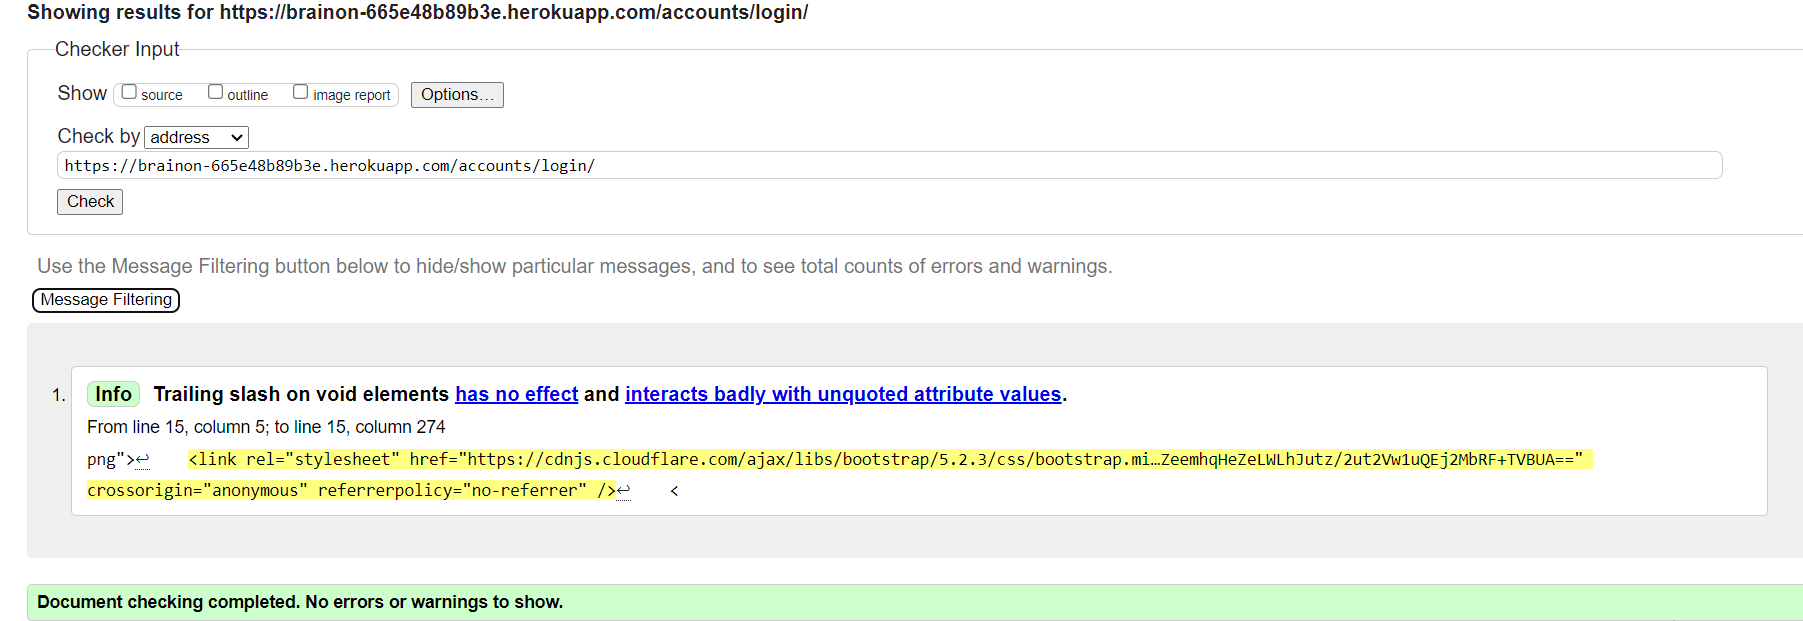 Showing results for https://brainon-665e48b89b3e.herokuapp.com/accounts/login/
Checker Input
Show source outline image report Options...
Check by address
https://brainon-665e48b89b3e.herokuapp.com/accounts/login/
Check
Use the Message Filtering button below to hide/show particular messages, and to see total counts of errors and warnings.
Message Filtering
1. Info Trailing slash on void elements has no effect and interacts badly with unquoted attribute values.
From line 15, column 5; to line 15, column 274
png">↩ <link rel="stylesheet" href="https://cdnjs.cloudflare.com/ajax/libs/bootstrap/5.2.3/css/bootstrap.mi…ZeemhqHeZeLWLhJutz/2ut2Vw1uQEj2MbRF+TVBUA=="
crossorigin="anonymous" referrerpolicy="no-referrer" />↩ <
Document checking completed. No errors or warnings to show.